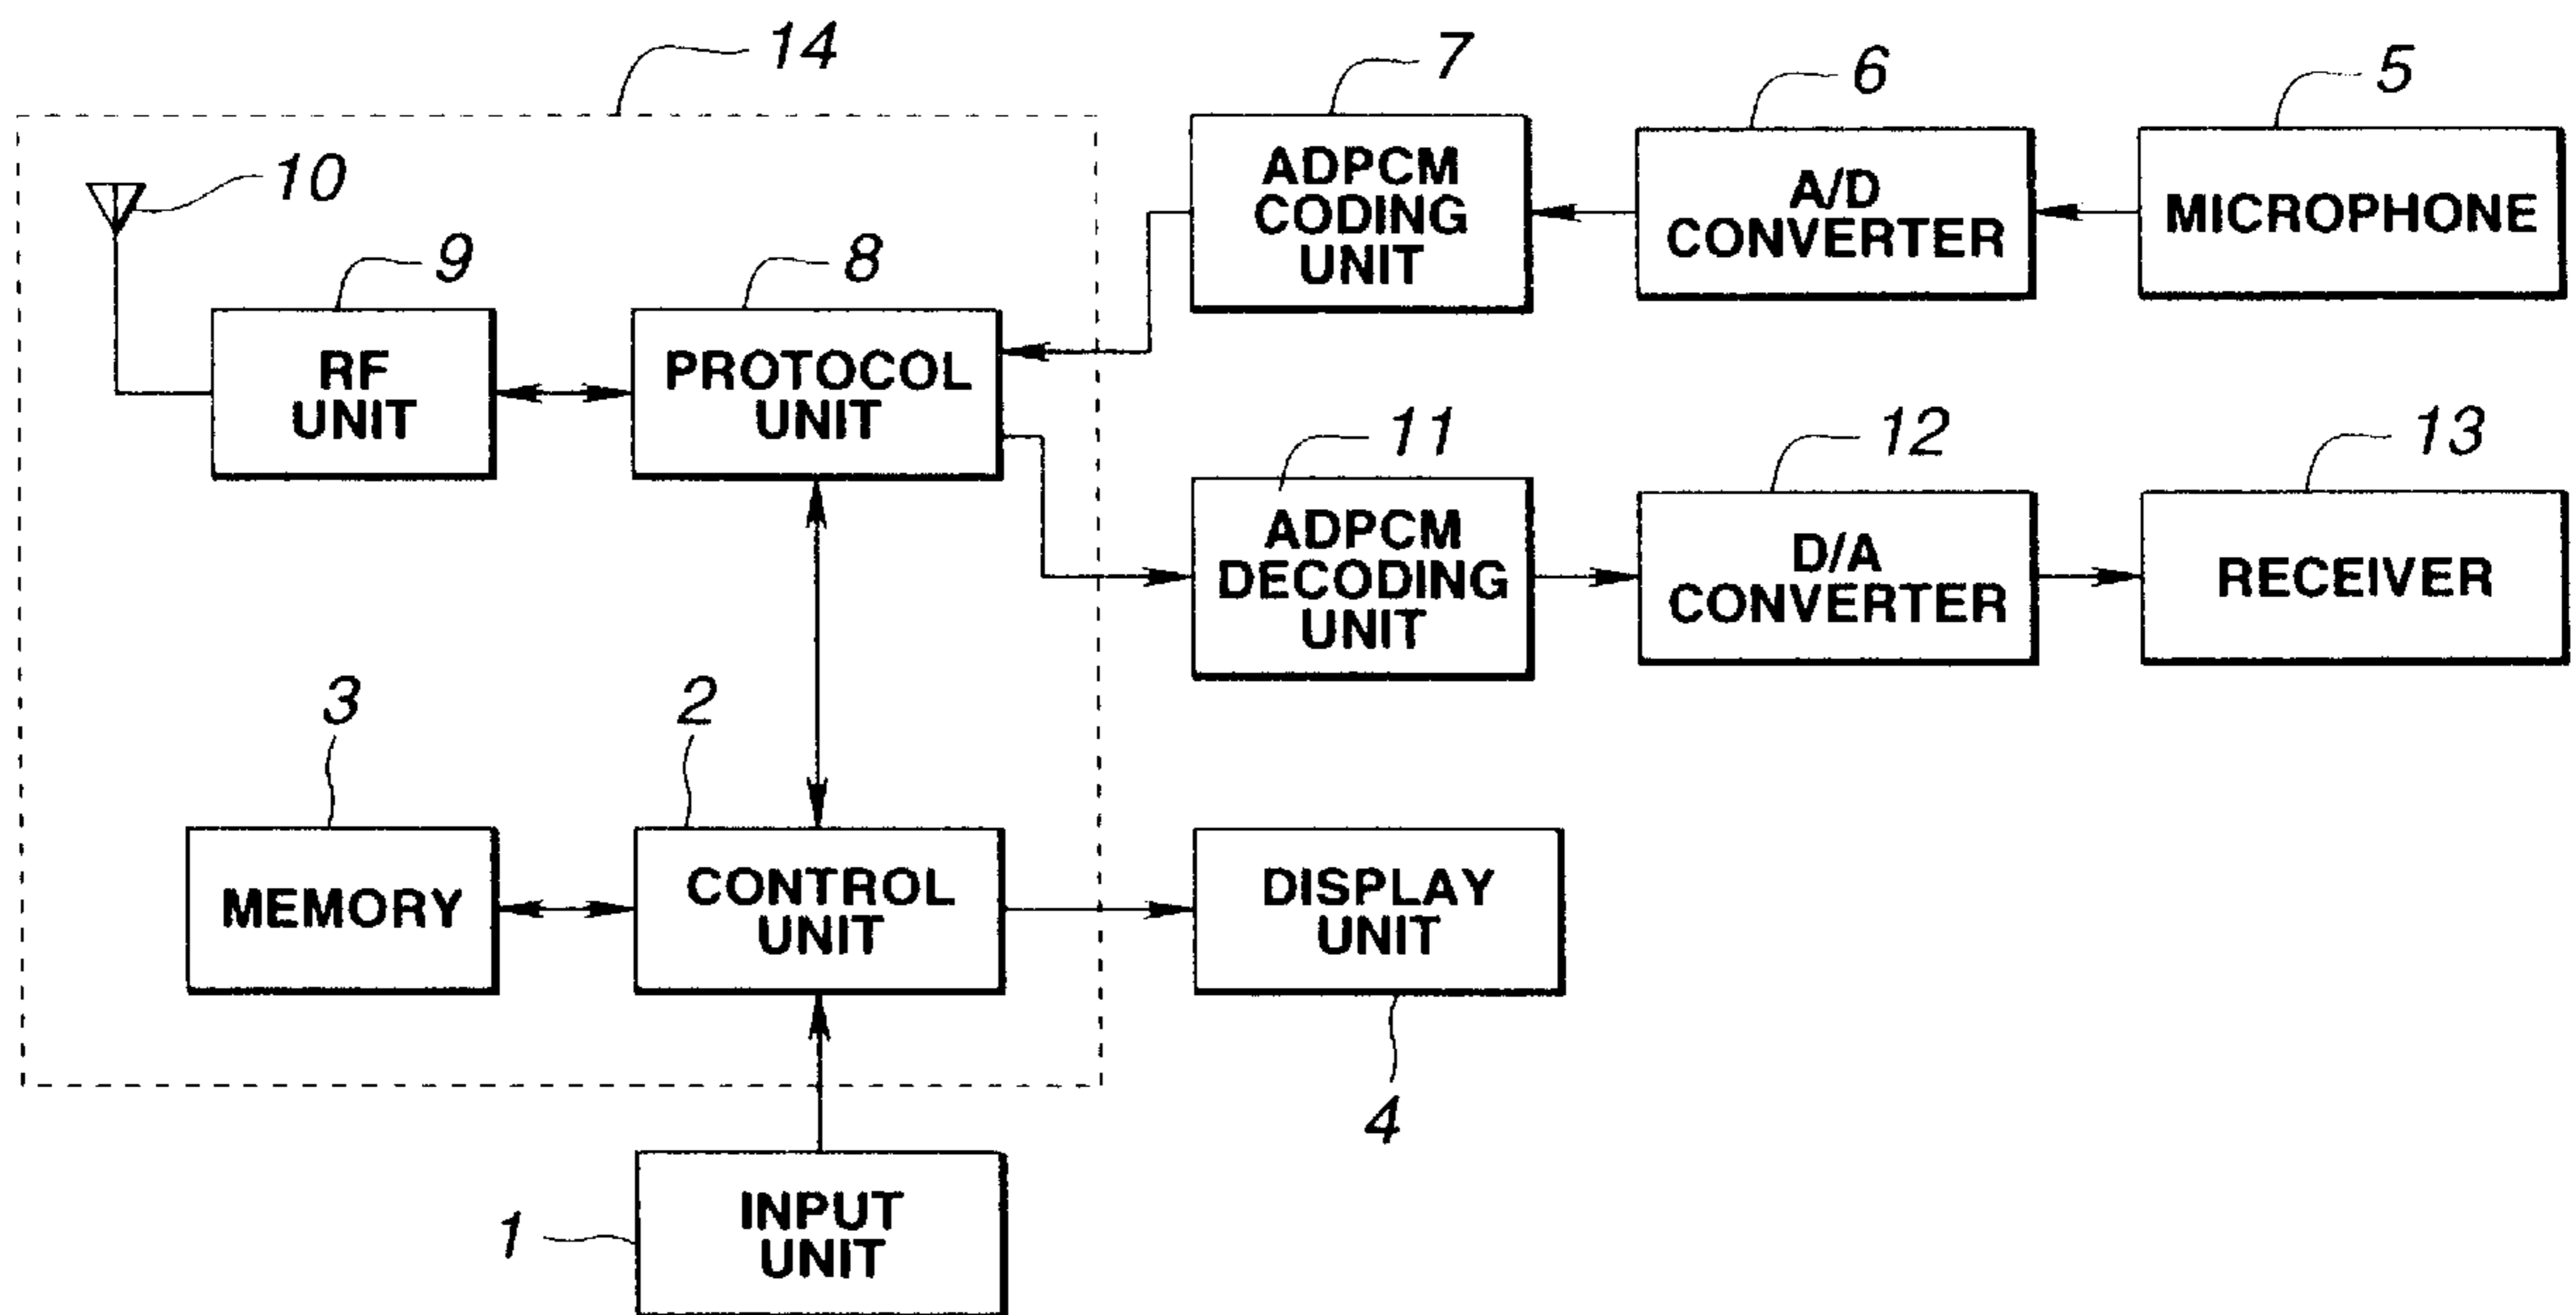 14
7
6
5
10
ADPCM
CODING
UNIT
A/D
CONVERTER
MICROPHONE
9
8
RF
UNIT
PROTOCOL
UNIT
11
12
13
ADPCM
DECODING
UNIT
D/A
CONVERTER
RECEIVER
3
2
MEMORY
CONTROL
UNIT
DISPLAY
UNIT
4
1
INPUT
UNIT